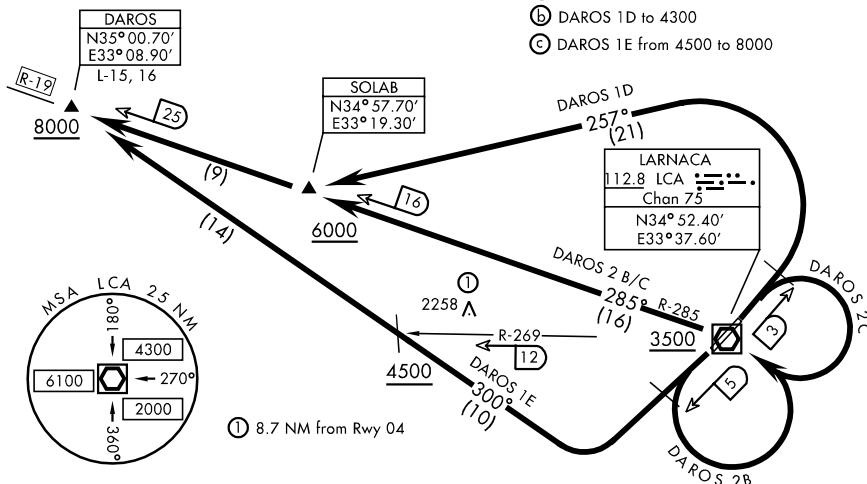 DAROS
N35° 00.70'
E33° 08.90'
L-15, 16
R-19
8000
25
(9)
(14)
SOLAB
N34° 57.70'
E33° 19.30'
16
6000
ⓑ DAROS 1D to 4300
ⓒ DAROS 1E from 4500 to 8000
DAROS 1D
257°
(21)
LARNACA
112.8 LCA
Chan 75
N34° 52.40'
E33° 37.60'
DAROS 2 B/C
285°
R-285
(16)
3500
DAROS 2C
3
5
DAROS 2B
①
2258
R-269
12
4500
DAROS 1E
300°
(10)
MSA LCA 25 NM
180°
4300
6100
270°
2000
360°
① 8.7 NM from Rwy 04